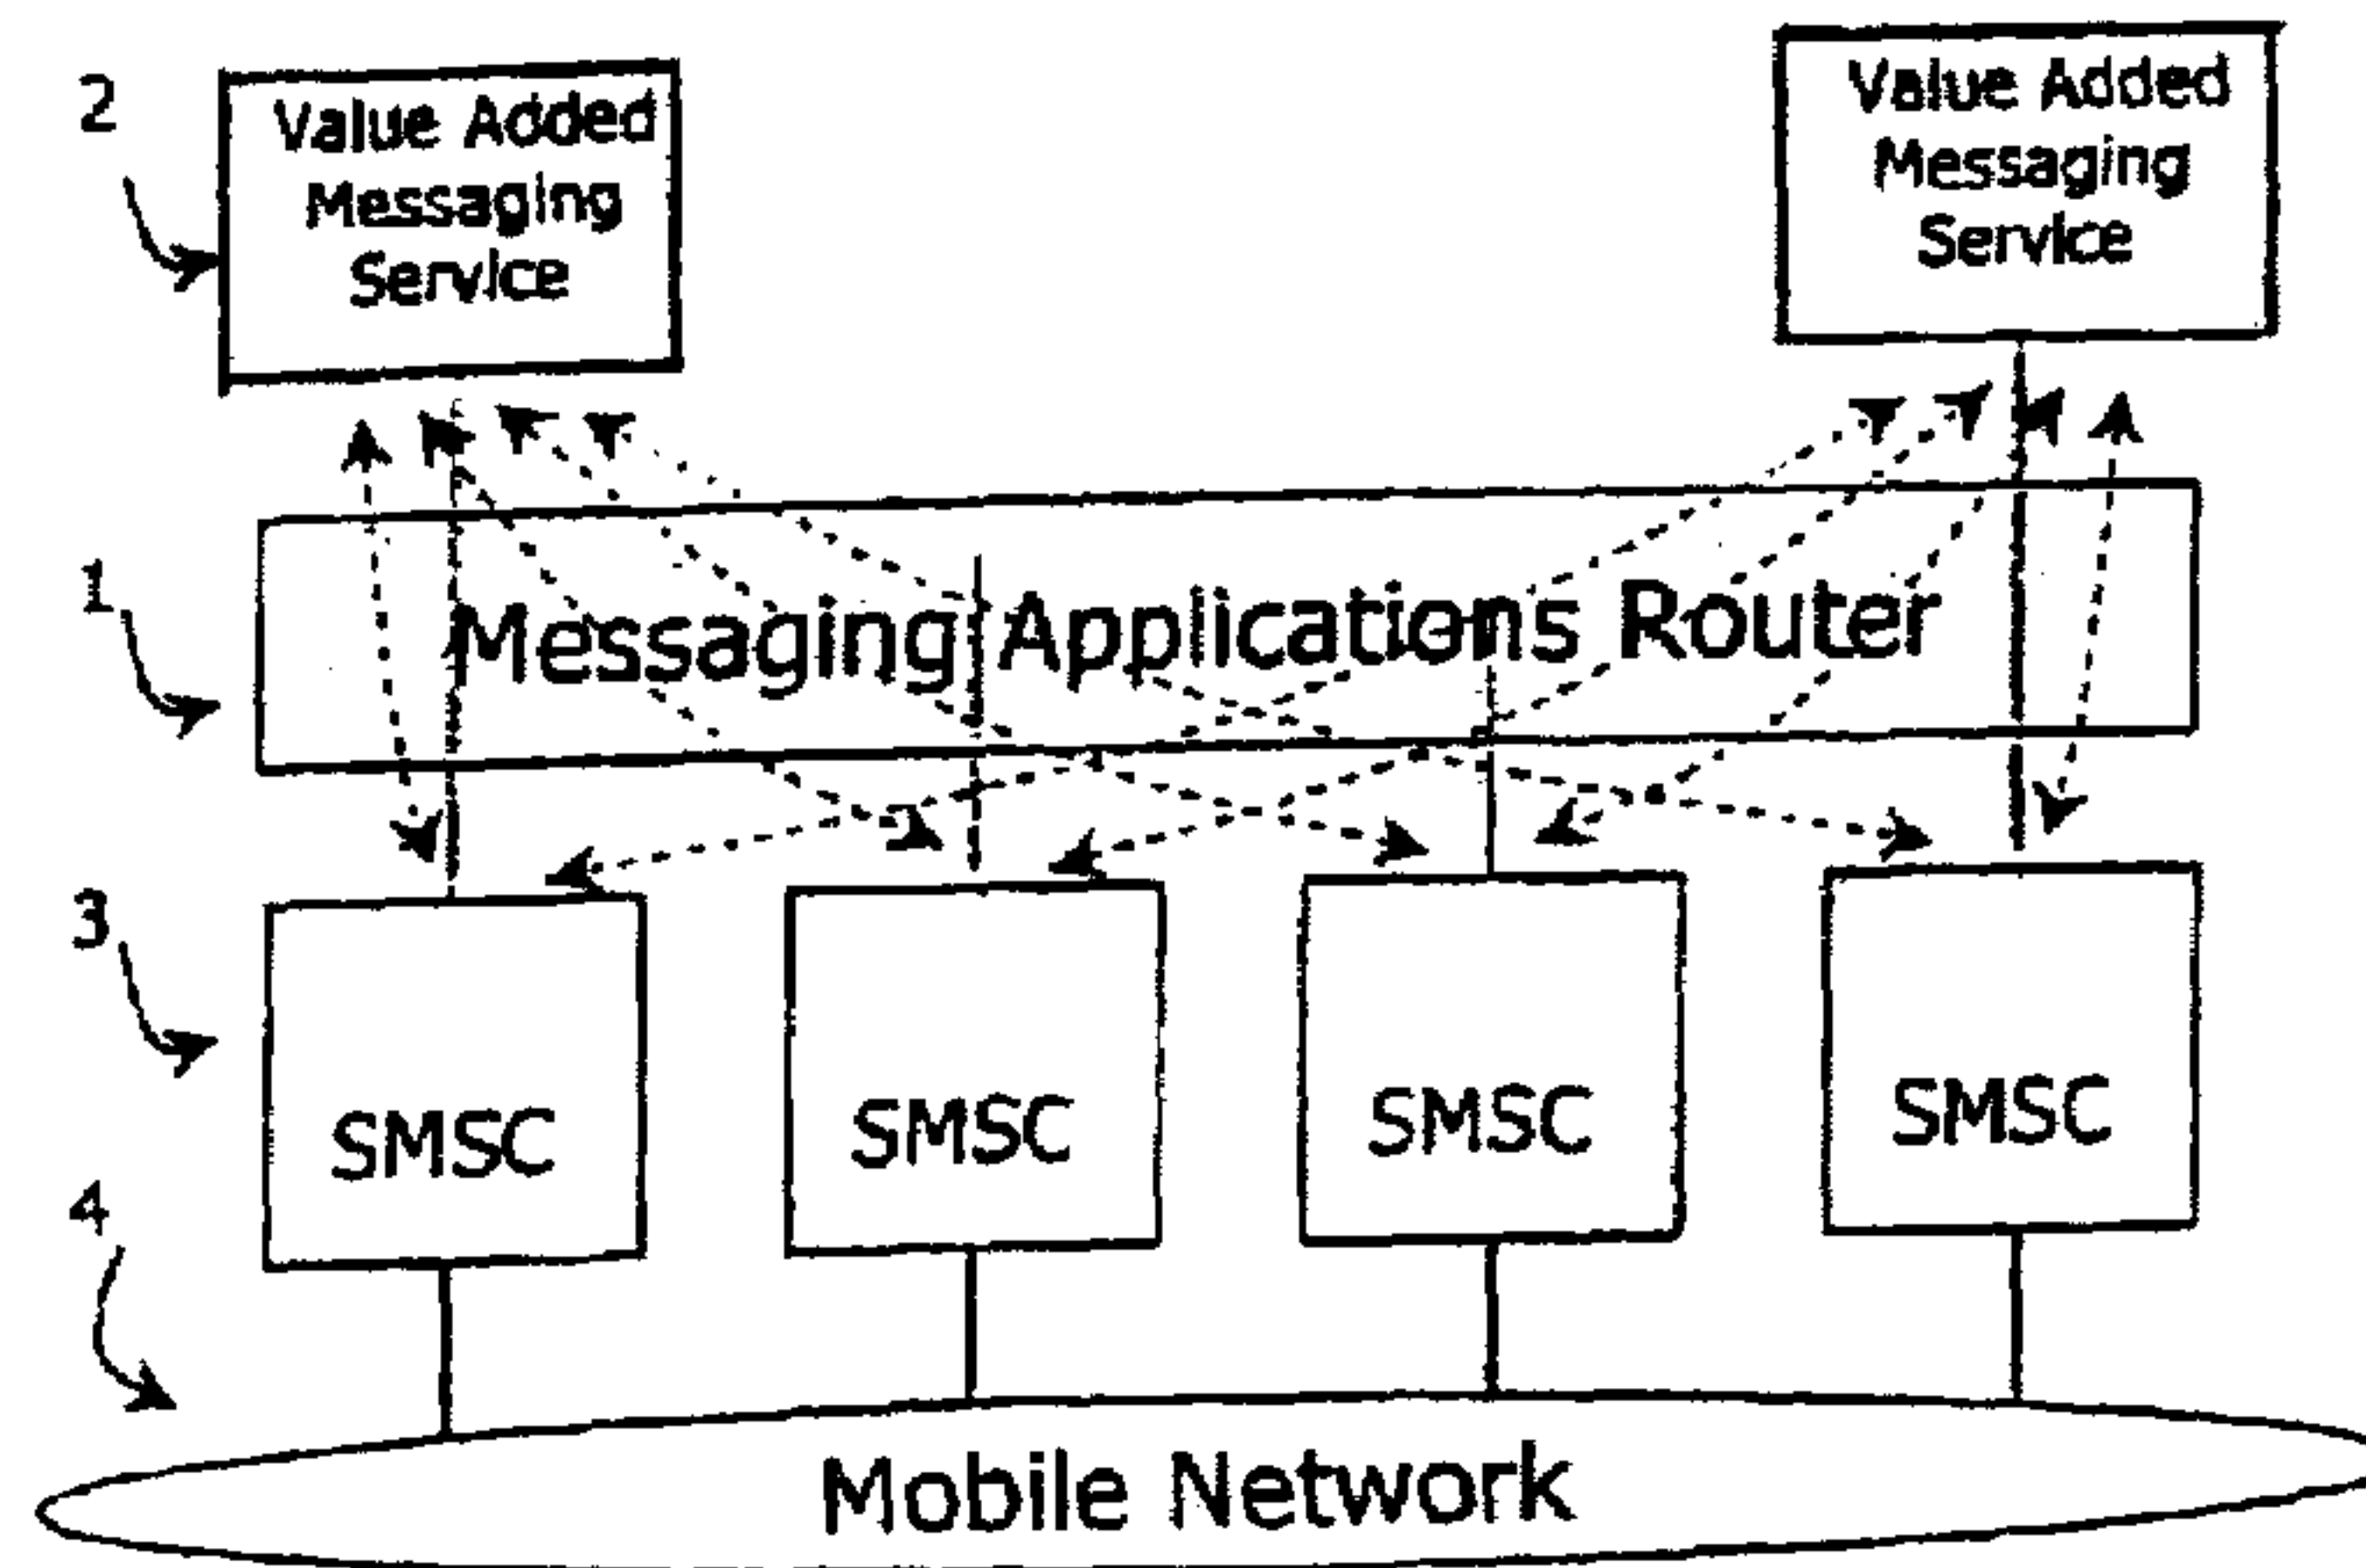 2
Value Added
Messaging
Service
Value Added
Messaging
Service
1
Messaging Applications Router
3
SMSC
SMSC
SMSC
SMSC
4
Mobile Network